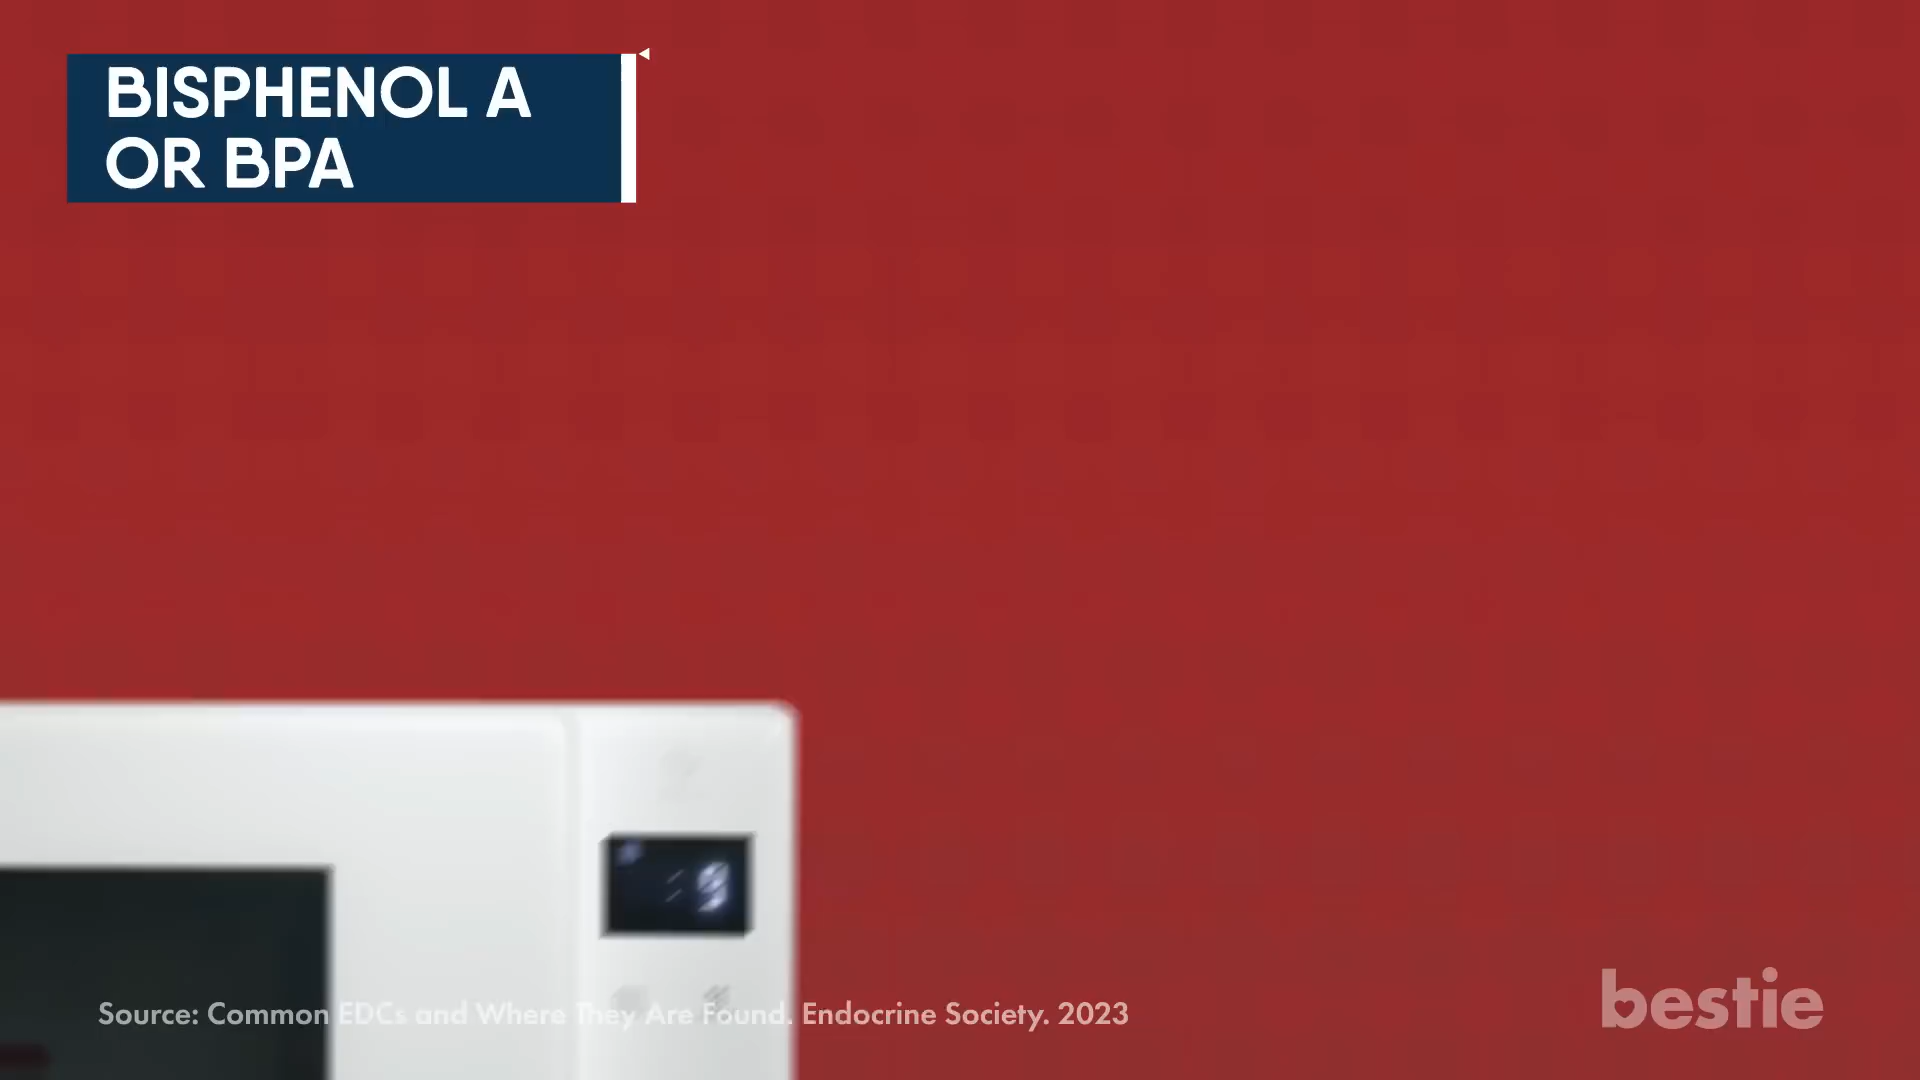 BISPHENOL A
OR BPA
Source: Common EDCs and Where They Are Found. Endocrine Society. 2023
bestie